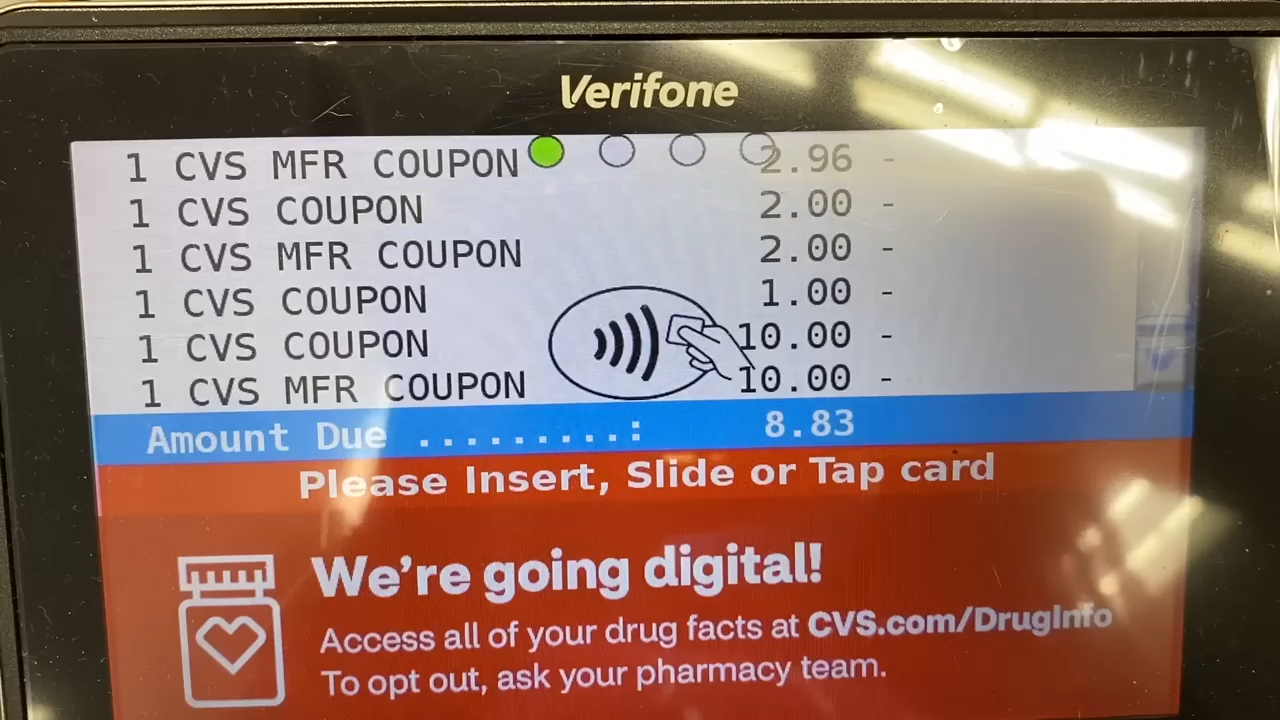 Verifone
1 CVS MFR COUPON 2.96 -
1 CVS COUPON 2.00 -
1 CVS MFR COUPON 2.00 -
1 CVS COUPON 1.00 -
1 CVS COUPON 10.00 -
1 CVS MFR COUPON 10.00 -
Amount Due .........: 8.83
Please Insert, Slide or Tap card
We're going digital!
Access all of your drug facts at CVS.com/DrugInfo
To opt out, ask your pharmacy team.